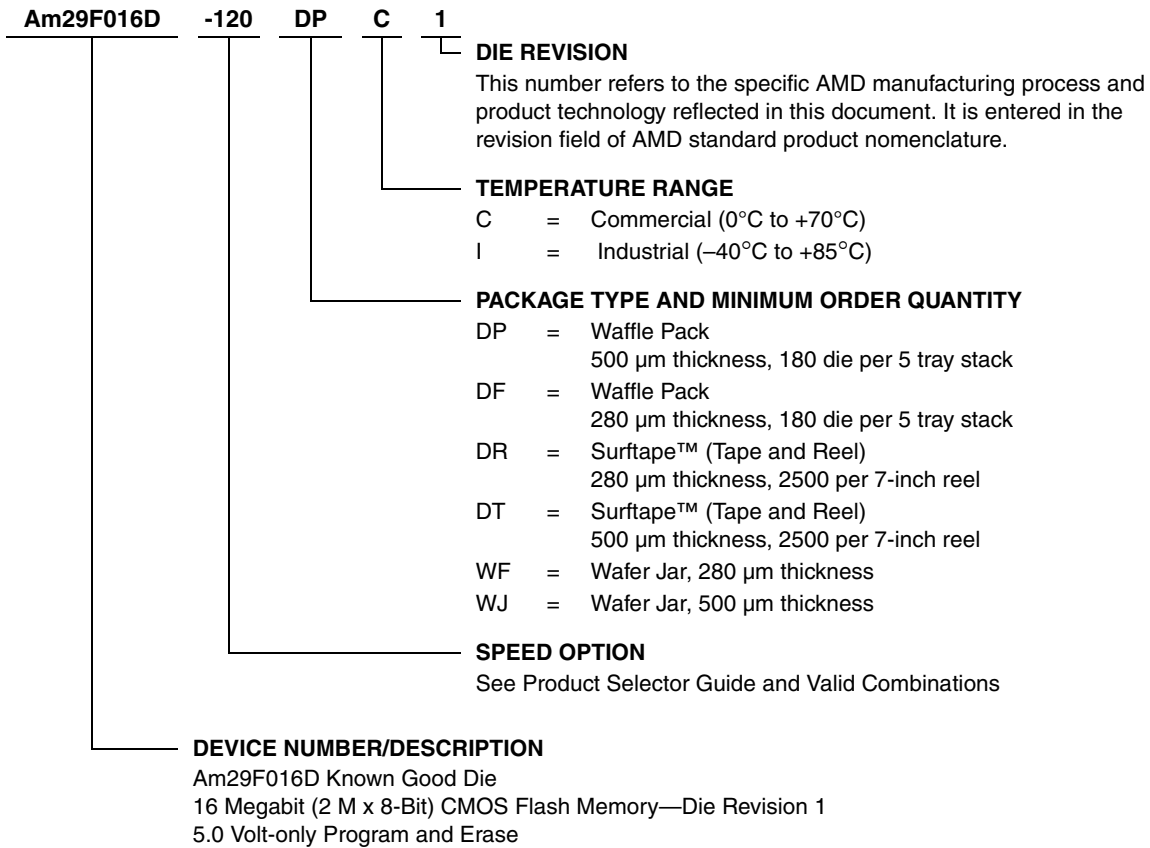 Am29F016D -120 DP C 1
DIE REVISION
This number refers to the specific AMD manufacturing process and
product technology reflected in this document. It is entered in the
revision field of AMD standard product nomenclature.
TEMPERATURE RANGE
C = Commercial (0°C to +70°C)
I = Industrial (–40°C to +85°C)
PACKAGE TYPE AND MINIMUM ORDER QUANTITY
DP = Waffle Pack
500 µm thickness, 180 die per 5 tray stack
DF = Waffle Pack
280 µm thickness, 180 die per 5 tray stack
DR = Surftape™ (Tape and Reel)
280 µm thickness, 2500 per 7-inch reel
DT = Surftape™ (Tape and Reel)
500 µm thickness, 2500 per 7-inch reel
WF = Wafer Jar, 280 µm thickness
WJ = Wafer Jar, 500 µm thickness
SPEED OPTION
See Product Selector Guide and Valid Combinations
DEVICE NUMBER/DESCRIPTION
Am29F016D Known Good Die
16 Megabit (2 M x 8-Bit) CMOS Flash Memory—Die Revision 1
5.0 Volt-only Program and Erase